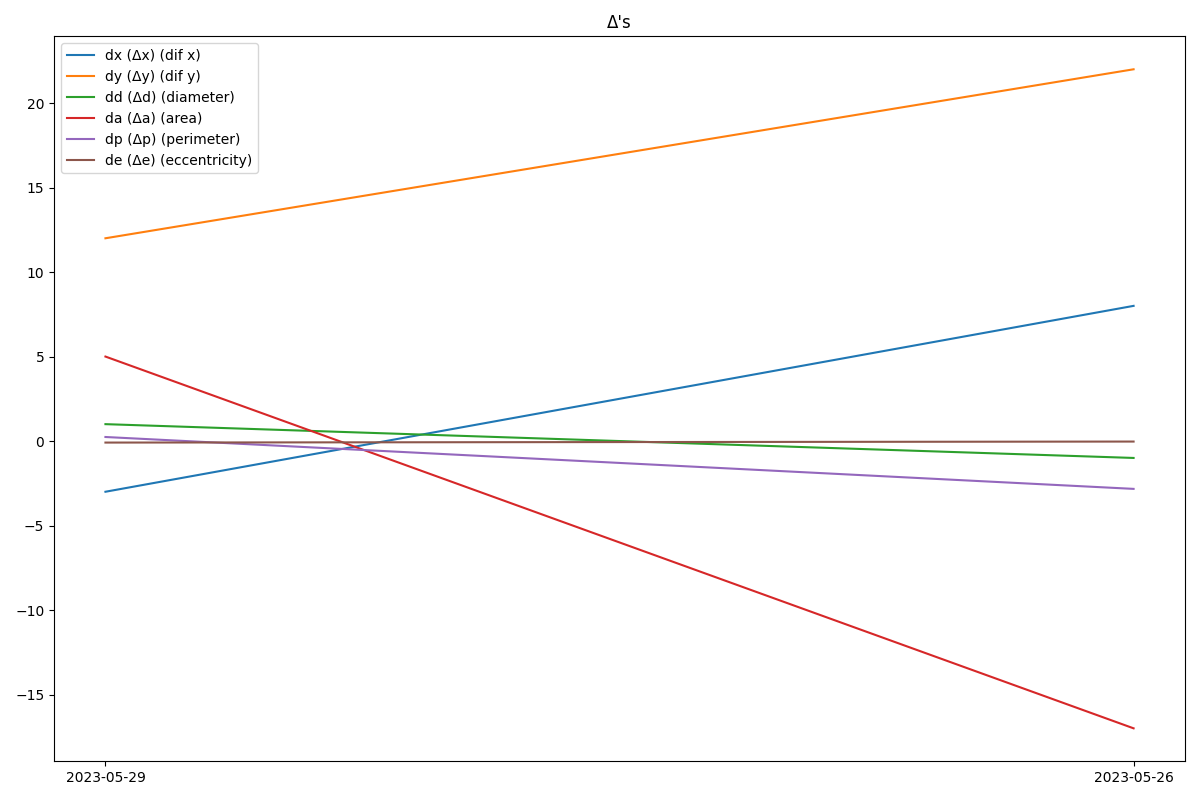 Δ's
dx (Δx) (dif x)
dy (Δy) (dif y)
dd (Δd) (diameter)
da (Δa) (area)
dp (Δp) (perimeter)
de (Δe) (eccentricity)
20
15
10
5
0
−5
−10
−15
2023-05-29 2023-05-26